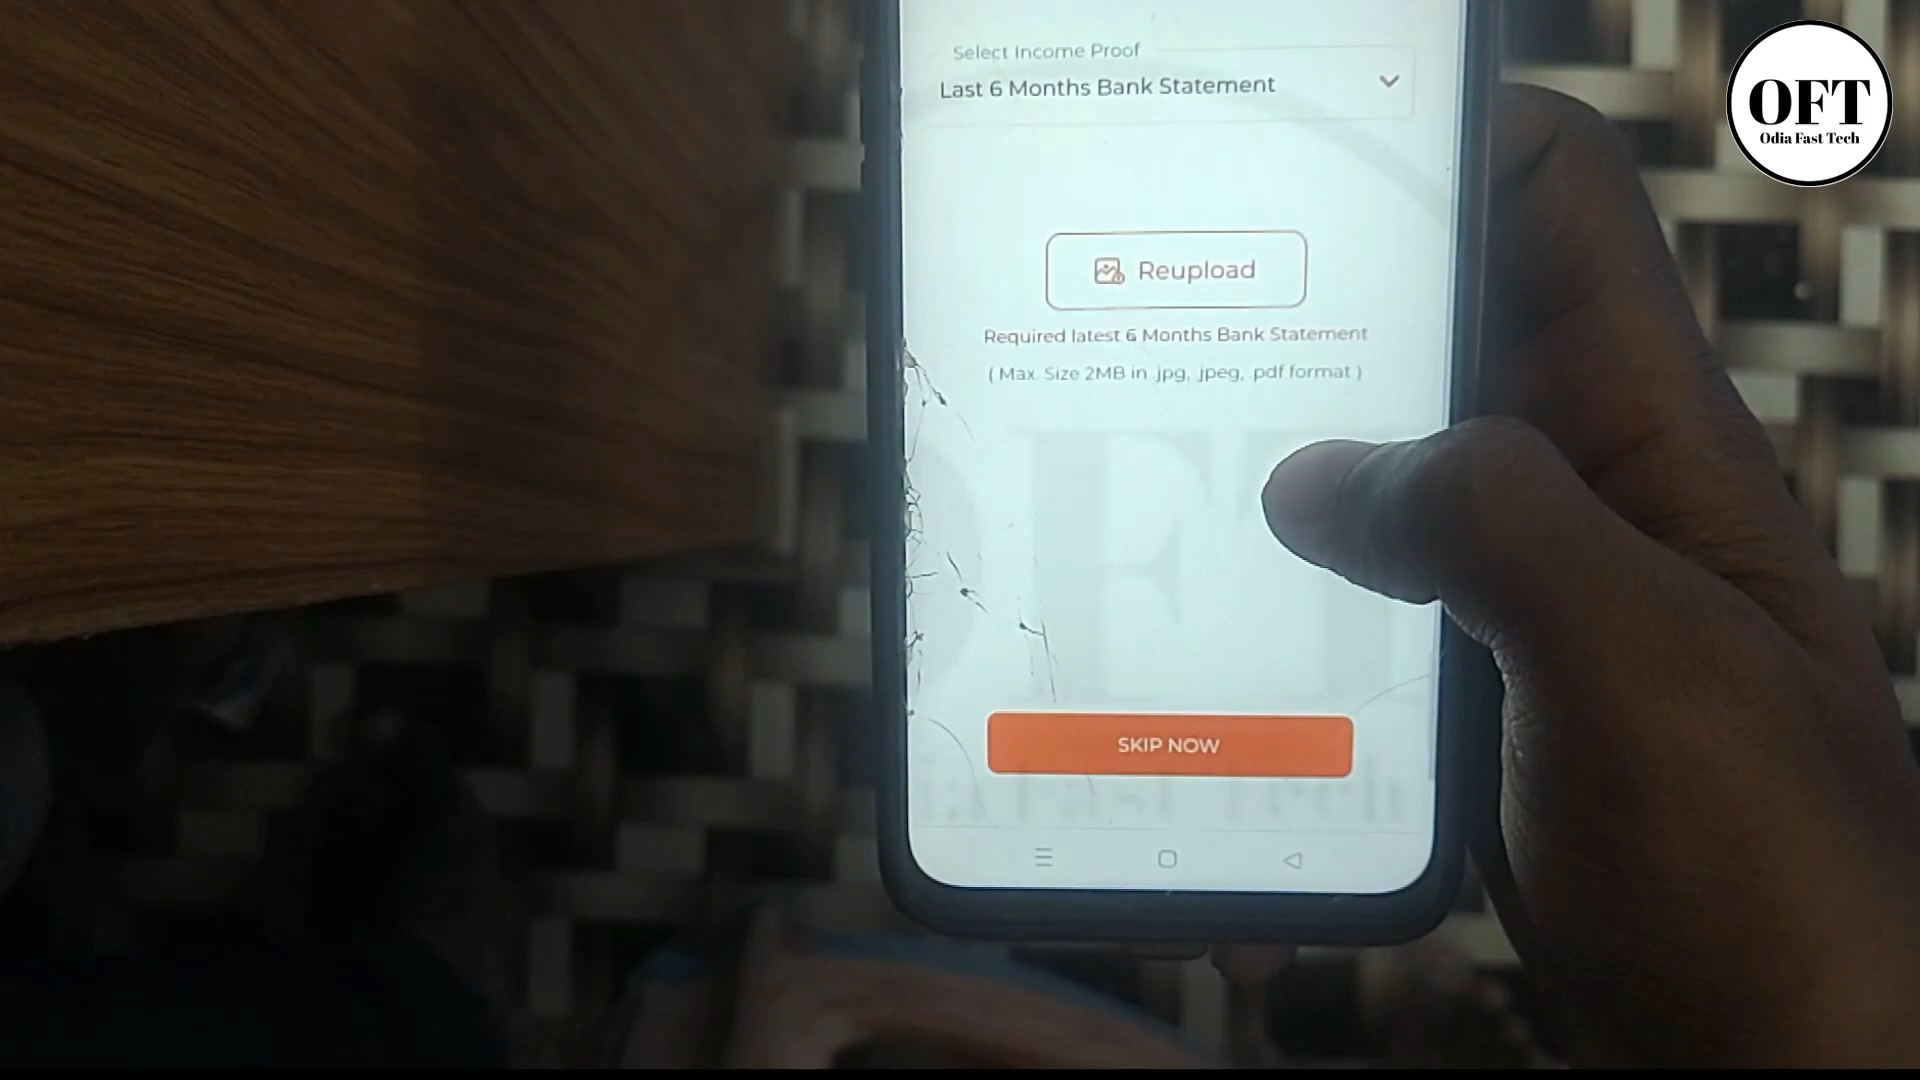 Select Income Proof
Last 6 Months Bank Statement
Reupload
Required latest 6 Months Bank Statement
( Max. Size 2MB in .jpg, .jpeg, .pdf format )
SKIP NOW
OFT
Odia Fast Tech